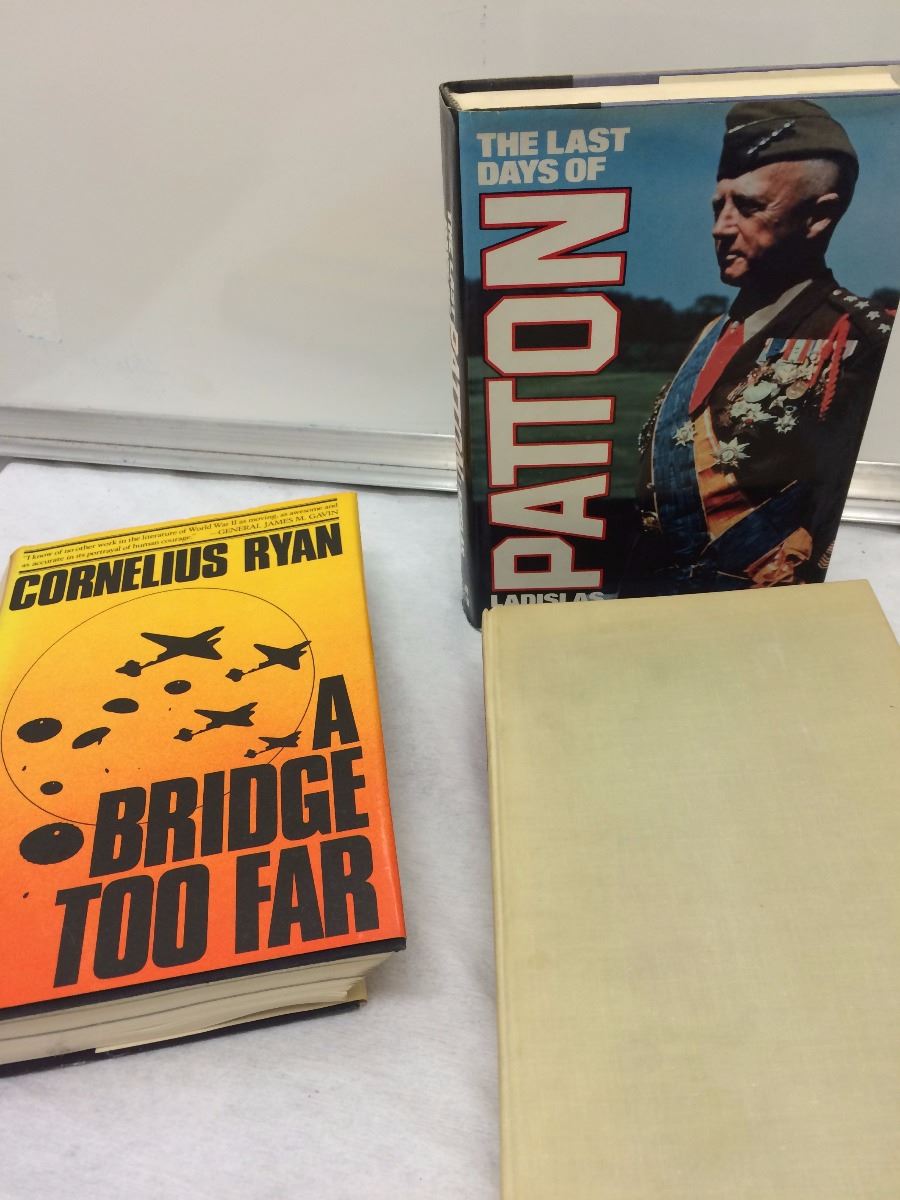 "I know of no other work in the literature of World War II as moving, as awesome and
as accurate in its portrayal of human courage." —GENERAL JAMES M. GAVIN
CORNELIUS RYAN
A
BRIDGE
TOO FAR
THE LAST
DAYS OF
PATTON
LADISLAS